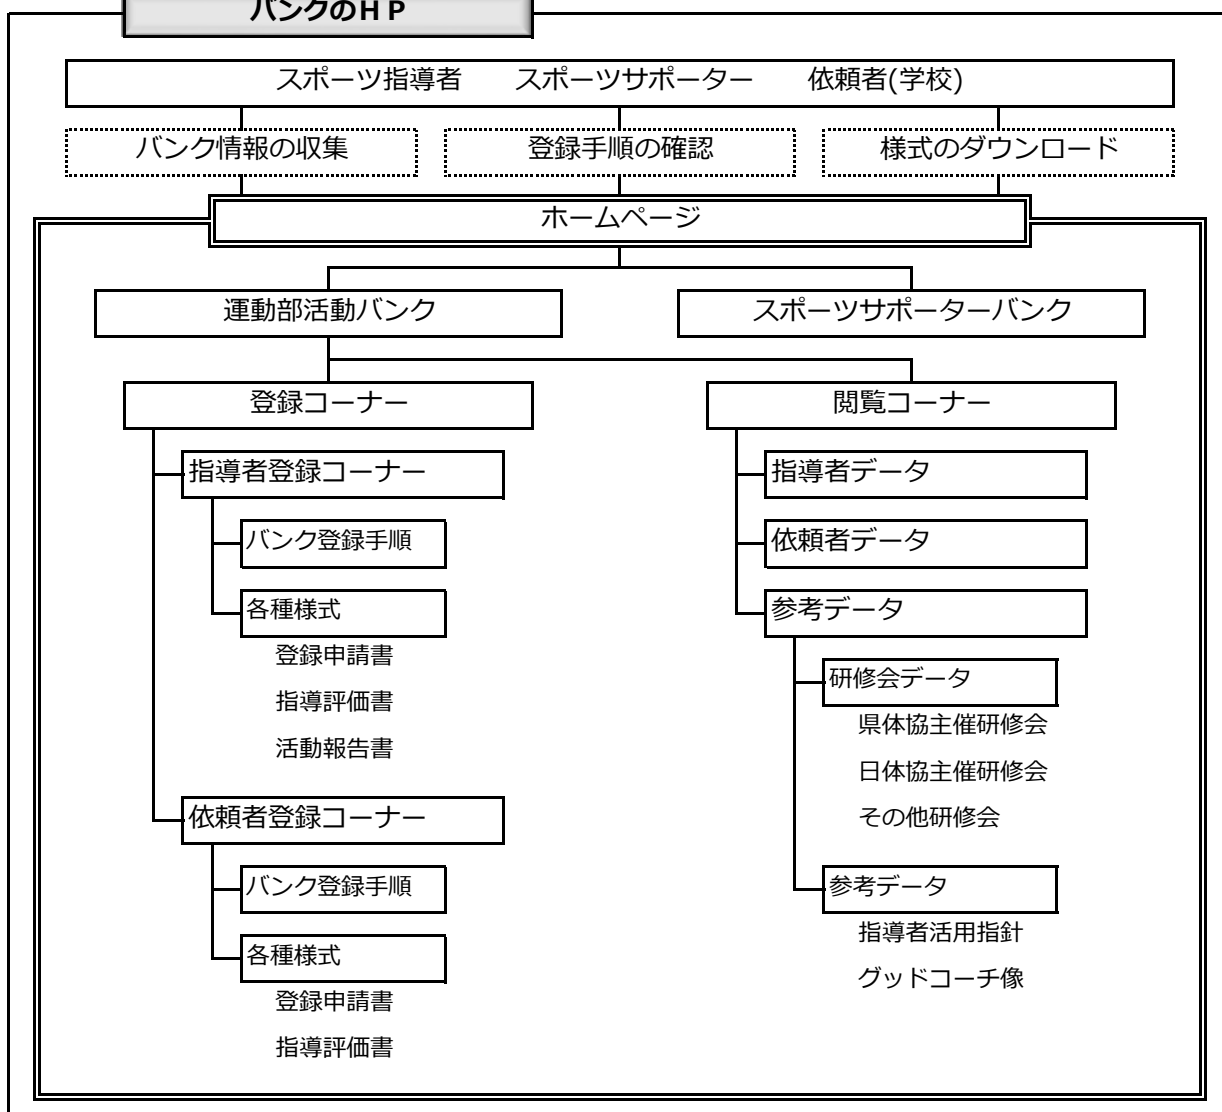 バンクのHP
スポーツ指導者　スポーツサポーター　依頼者(学校)
バンク情報の収集　登録手順の確認　様式のダウンロード
ホームページ
運動部活動バンク　スポーツサポーターバンク
登録コーナー
指導者登録コーナー
バンク登録手順
各種様式
登録申請書
指導評価書
活動報告書
依頼者登録コーナー
バンク登録手順
各種様式
登録申請書
指導評価書
閲覧コーナー
指導者データ
依頼者データ
参考データ
研修会データ
県体協主催研修会
日体協主催研修会
その他研修会
参考データ
指導者活用指針
グッドコーチ像